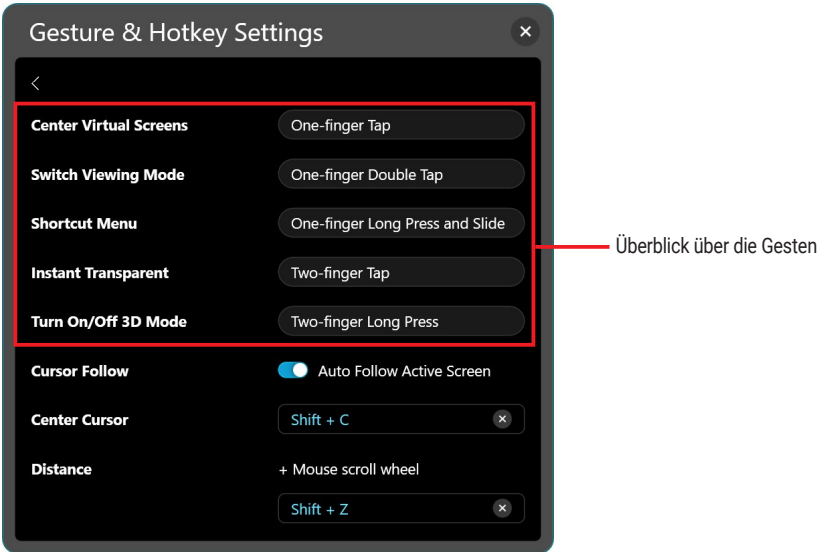 Gesture & Hotkey Settings
Center Virtual Screens One-finger Tap
Switch Viewing Mode One-finger Double Tap
Shortcut Menu One-finger Long Press and Slide
Überblick über die Gesten
Instant Transparent Two-finger Tap
Turn On/Off 3D Mode Two-finger Long Press
Cursor Follow Auto Follow Active Screen
Center Cursor Shift + C
Distance + Mouse scroll wheel
Shift + Z